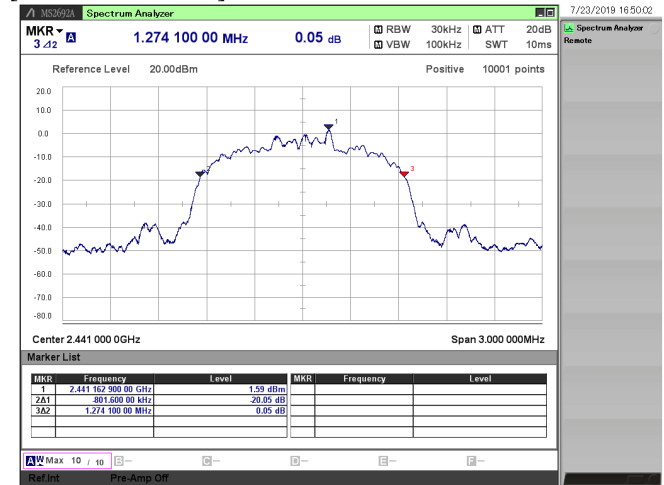 MS2692A Spectrum Analyzer
7/23/2019 16:50:02
MKR 3Δ2 A 1.274 100 00 MHz 0.05 dB
M RBW 30kHz M ATT 20dB
M VBW 100kHz SWT 10ms
Spectrum Analyzer
Remote
Reference Level 20.00dBm Positive 10001 points
20.0
10.0
0.0
-10.0
-20.0
-30.0
-40.0
-50.0
-60.0
-70.0
-80.0
1
2
3
Center 2.441 000 0GHz Span 3.000 000MHz
Marker List
MKR Frequency Level MKR Frequency Level
1 2.441 162 900 00 GHz 1.59 dBm
2Δ1 -801.600 00 kHz -20.05 dB
3Δ2 1.274 100 00 MHz 0.05 dB
A W Max 10 / 10 B- C- D- E- F-
Ref.Int Pre-Amp Off